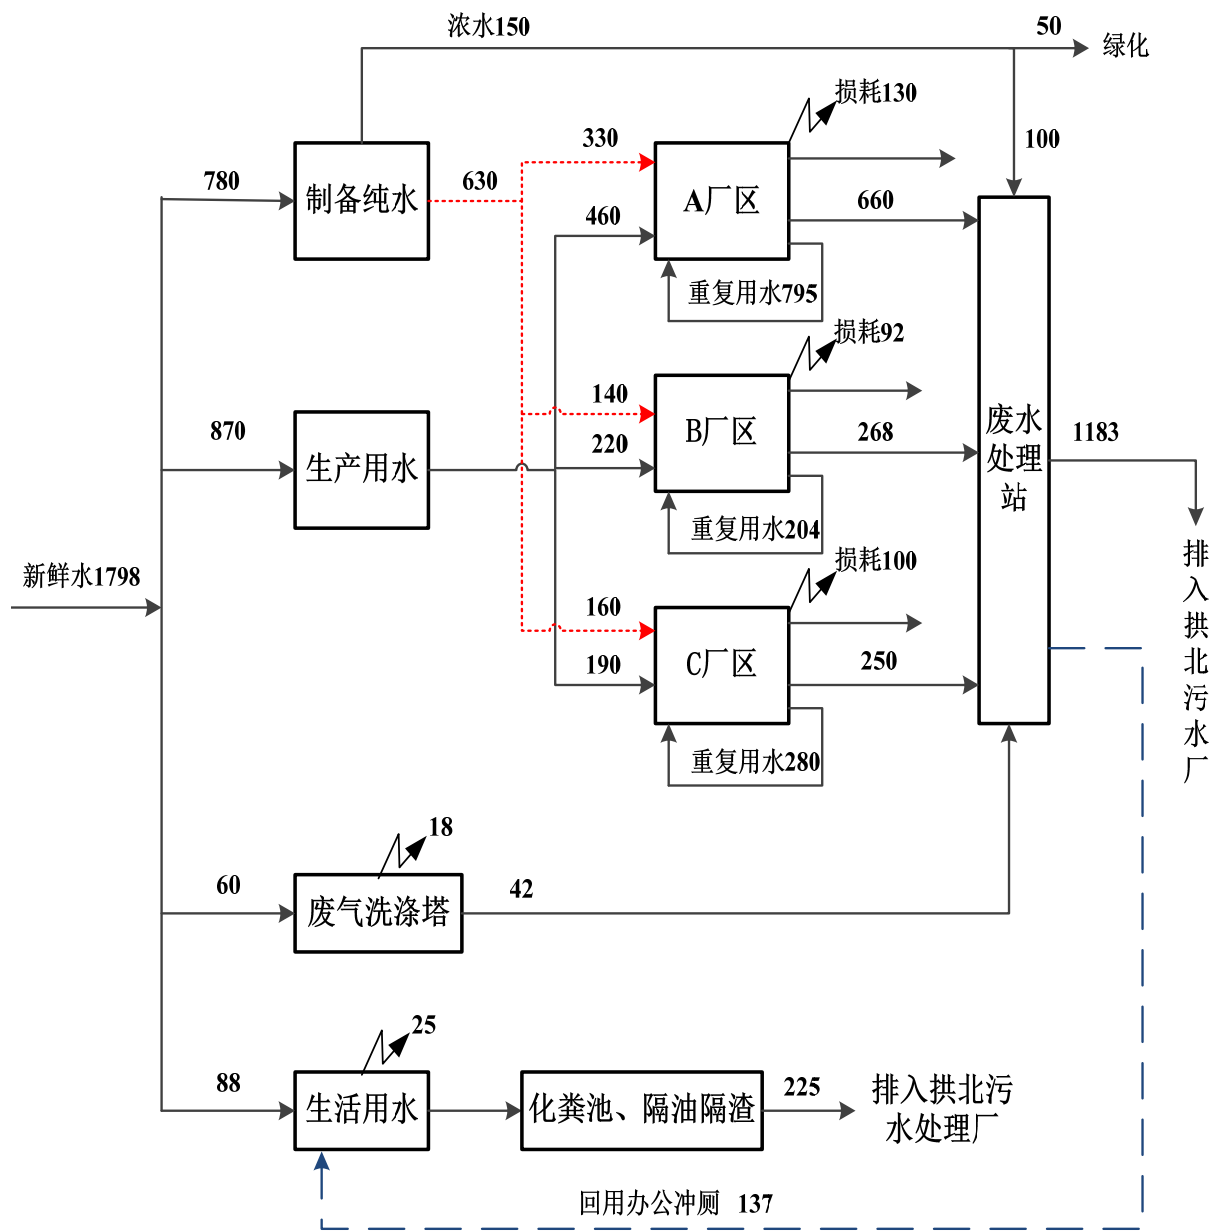 浓水150
50
绿化
损耗130
330
100
780
制备纯水
630
A厂区
660
460
重复用水795
损耗92
140
B厂区
870
生产用水
220
268
废水
处理
站
1183
重复用水204
损耗100
排
入
拱
北
污
水
厂
新鲜水1798
160
C厂区
190
250
重复用水280
18
60
废气洗涤塔
42
25
88
生活用水
化粪池、隔油隔渣
225
排入拱北污
水处理厂
回用办公冲厕 137